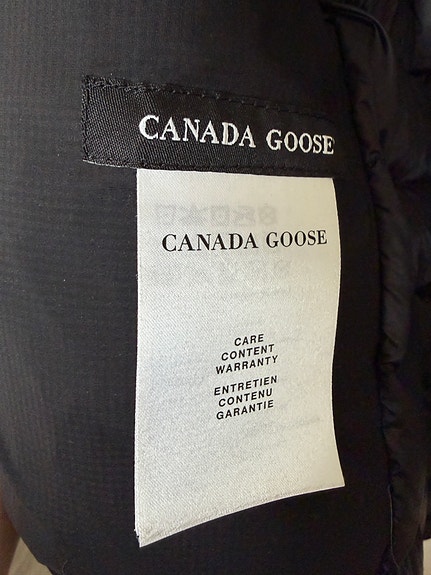 CANADA GOOSE
CANADA GOOSE
CARE
CONTENT
WARRANTY
ENTRETIEN
CONTENU
GARANTIE